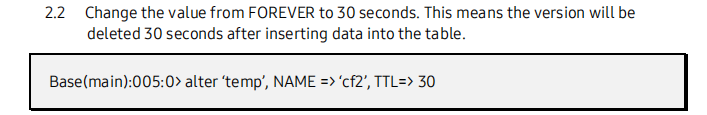 2.2 Change the value from FOREVER to 30 seconds. This means the version will be
deleted 30 seconds after inserting data into the table.
Base(main):005:0> alter ‘temp’, NAME => ‘cf2’, TTL=> 30